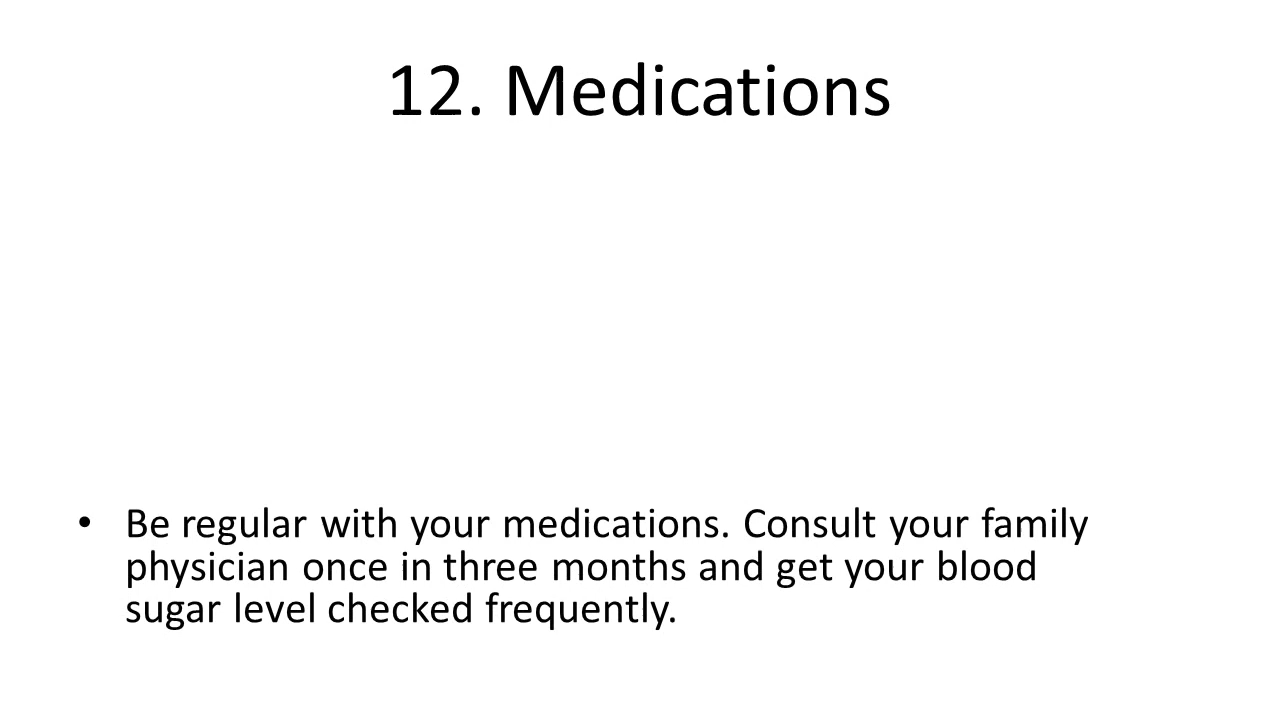 12. Medications
• Be regular with your medications. Consult your family
physician once in three months and get your blood
sugar level checked frequently.